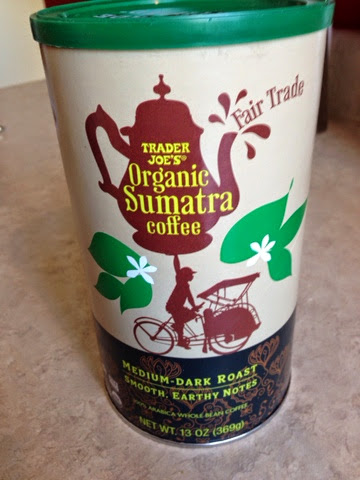 Fair Trade
TRADER
JOE'S®
Organic
Sumatra
coffee
MEDIUM-DARK ROAST
SMOOTH, EARTHY NOTES
100% ARABICA WHOLE BEAN COFFEE
NET WT. 13 OZ (369g)